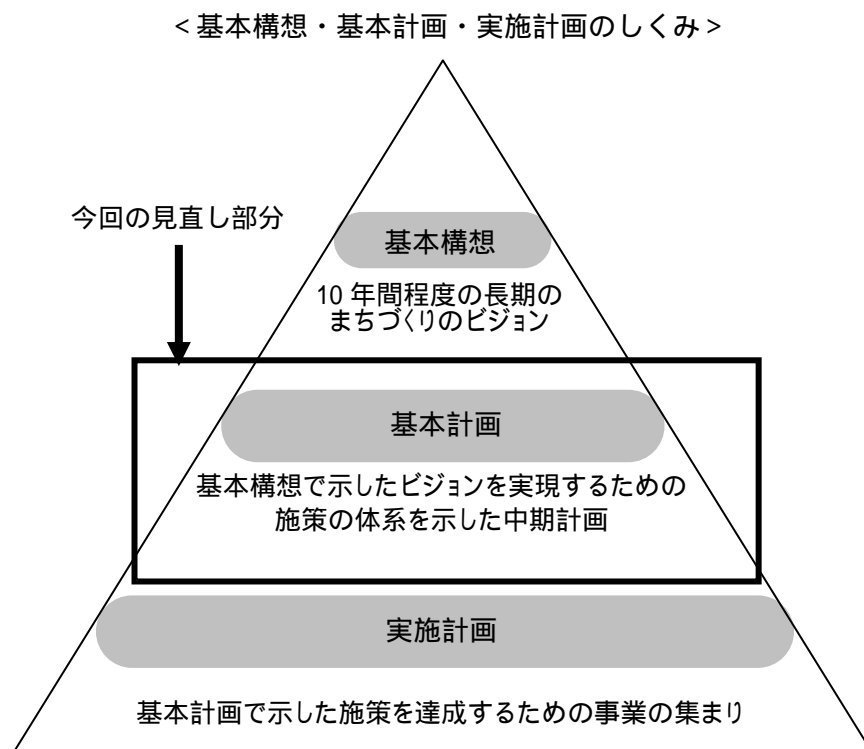 <基本構想・基本計画・実施計画のしくみ>
今回の見直し部分
基本構想
10年間程度の長期の
まちづくりのビジョン
基本計画
基本構想で示したビジョンを実現するための
施策の体系を示した中期計画
実施計画
基本計画で示した施策を達成するための事業の集まり